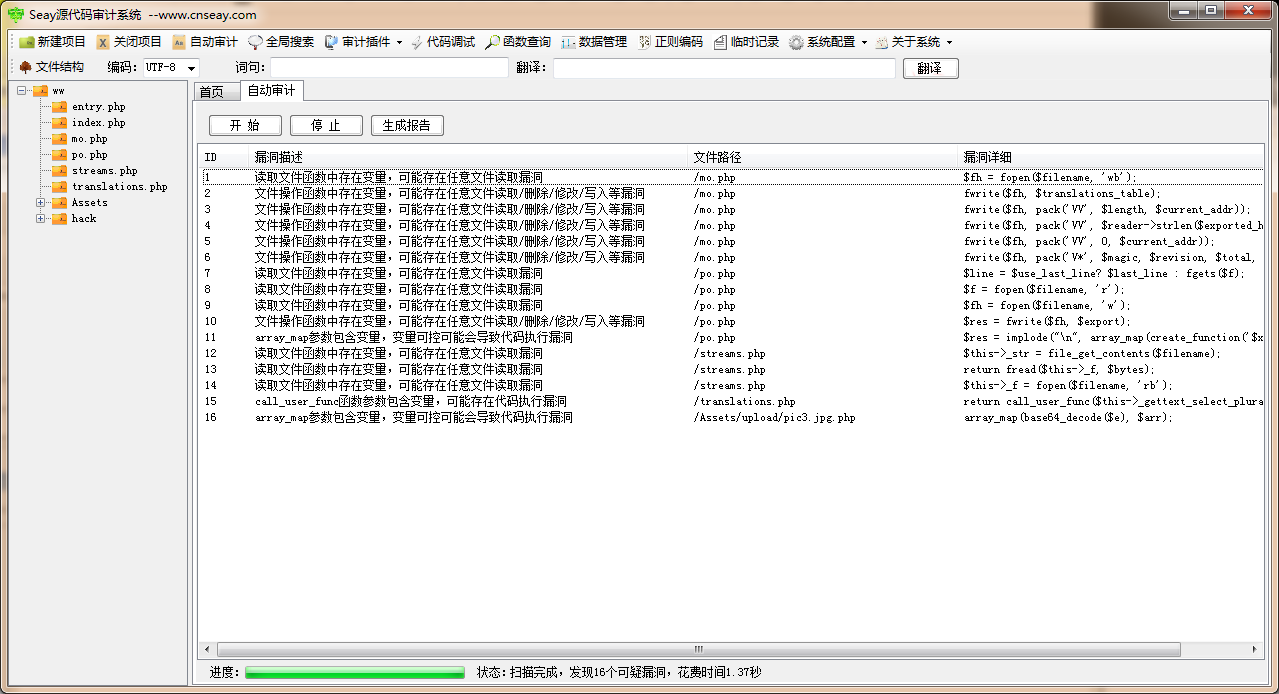 Seay源代码审计系统 --www.cnseay.com
新建项目 X 关闭项目 自动审计 全局搜索 审计插件 代码调试 函数查询 数据管理 正则编码 临时记录 系统配置 关于系统
文件结构 编码: UTF-8 词句: 翻译: 翻译
ww
entry.php
index.php
mo.php
po.php
streams.php
translations.php
Assets
hack
首页 自动审计
开 始 停 止 生成报告
ID 漏洞描述 文件路径 漏洞详细
1 读取文件函数中存在变量，可能存在任意文件读取漏洞 /mo.php $fh = fopen($filename, 'wb');
2 文件操作函数中存在变量，可能存在任意文件读取/删除/修改/写入等漏洞 /mo.php fwrite($fh, $translations_table);
3 文件操作函数中存在变量，可能存在任意文件读取/删除/修改/写入等漏洞 /mo.php fwrite($fh, pack('VV', $length, $current_addr));
4 文件操作函数中存在变量，可能存在任意文件读取/删除/修改/写入等漏洞 /mo.php fwrite($fh, pack('VV', $reader->strlen($exported_h
5 文件操作函数中存在变量，可能存在任意文件读取/删除/修改/写入等漏洞 /mo.php fwrite($fh, pack('VV', 0, $current_addr));
6 文件操作函数中存在变量，可能存在任意文件读取/删除/修改/写入等漏洞 /mo.php fwrite($fh, pack('V*', $magic, $revision, $total,
7 读取文件函数中存在变量，可能存在任意文件读取漏洞 /po.php $line = $use_last_line? $last_line : fgets($f);
8 读取文件函数中存在变量，可能存在任意文件读取漏洞 /po.php $f = fopen($filename, 'r');
9 读取文件函数中存在变量，可能存在任意文件读取漏洞 /po.php $fh = fopen($filename, 'w');
10 文件操作函数中存在变量，可能存在任意文件读取/删除/修改/写入等漏洞 /po.php $res = fwrite($fh, $export);
11 array_map参数包含变量，变量可控可能会导致代码执行漏洞 /po.php $res = implode("\n", array_map(create_function('$x
12 读取文件函数中存在变量，可能存在任意文件读取漏洞 /streams.php $this->_str = file_get_contents($filename);
13 读取文件函数中存在变量，可能存在任意文件读取漏洞 /streams.php return fread($this->_f, $bytes);
14 读取文件函数中存在变量，可能存在任意文件读取漏洞 /streams.php $this->_f = fopen($filename, 'rb');
15 call_user_func函数参数包含变量，可能存在代码执行漏洞 /translations.php return call_user_func($this->_gettext_select_plura
16 array_map参数包含变量，变量可控可能会导致代码执行漏洞 /Assets/upload/pic3.jpg.php array_map(base64_decode($e), $arr);
进度: 状态:扫描完成，发现16个可疑漏洞，花费时间1.37秒